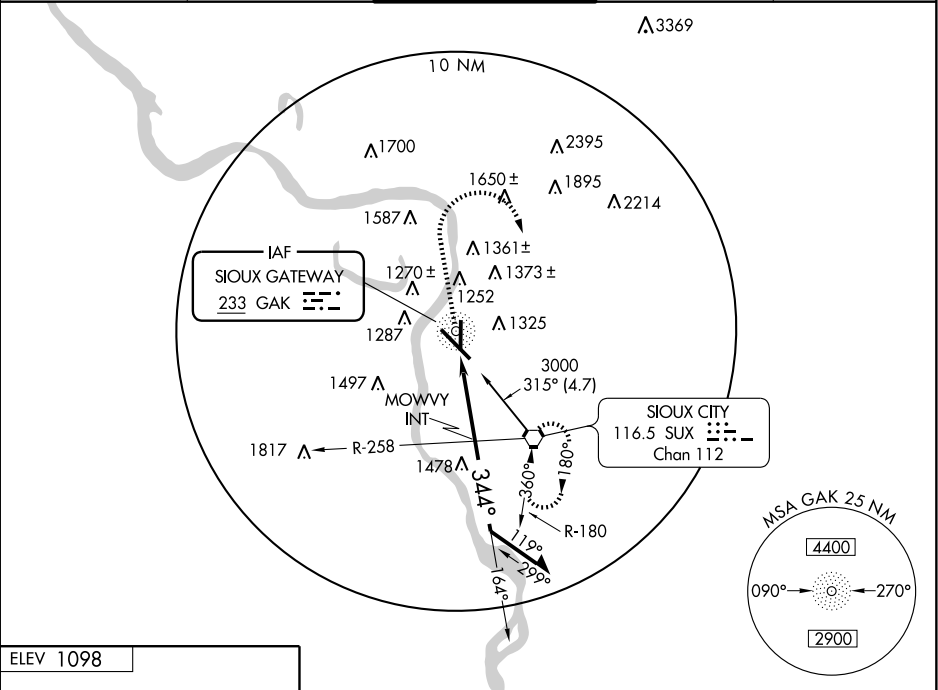 3369
10 NM
1700
2395
1650 ±
1895
2214
1587
IAF
SIOUX GATEWAY
233 GAK
1361±
1270 ±
1373 ±
1252
1287
1325
3000
315° (4.7)
1497
MOWVY
INT
SIOUX CITY
116.5 SUX
Chan 112
1817
R-258
1478
344°
360°
180°
R-180
119°
299°
164°
MSA GAK 25 NM
4400
090°
270°
2900
ELEV 1098